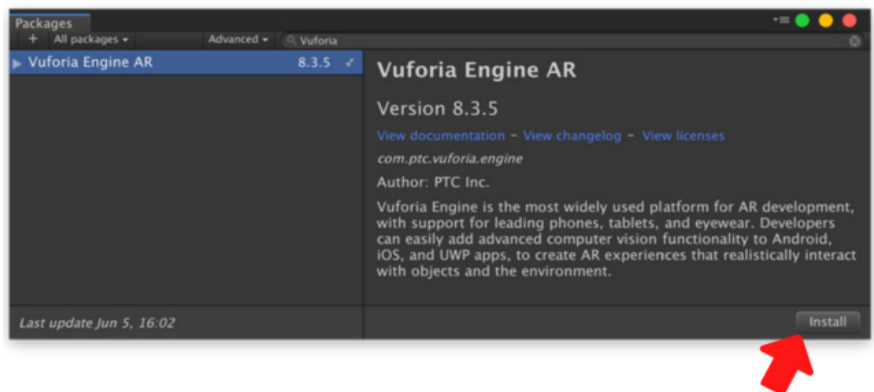 Packages
+ All packages Advanced Vuforia
Vuforia Engine AR 8.3.5
Vuforia Engine AR
Version 8.3.5
View documentation - View changelog - View licenses
com.ptc.vuforia.engine
Author: PTC Inc.
Vuforia Engine is the most widely used platform for AR development,
with support for leading phones, tablets, and eyewear. Developers
can easily add advanced computer vision functionality to Android,
iOS, and UWP apps, to create AR experiences that realistically interact
with objects and the environment.
Last update Jun 5, 16:02
Install